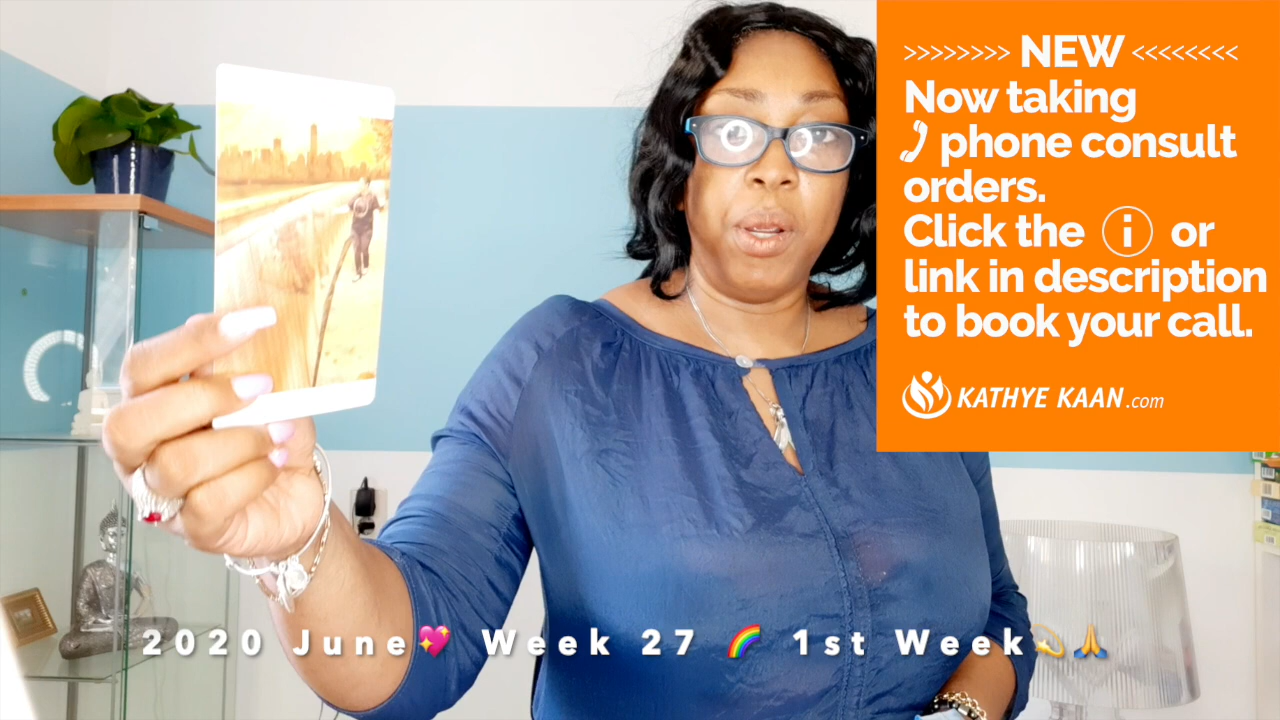 >>>>>>>> NEW <<<<<<<<
Now taking
phone consult
orders.
Click the i or
link in description
to book your call.
KATHYE KAAN.com
2020 June💖 Week 27 🌈 1st Week💫🙏